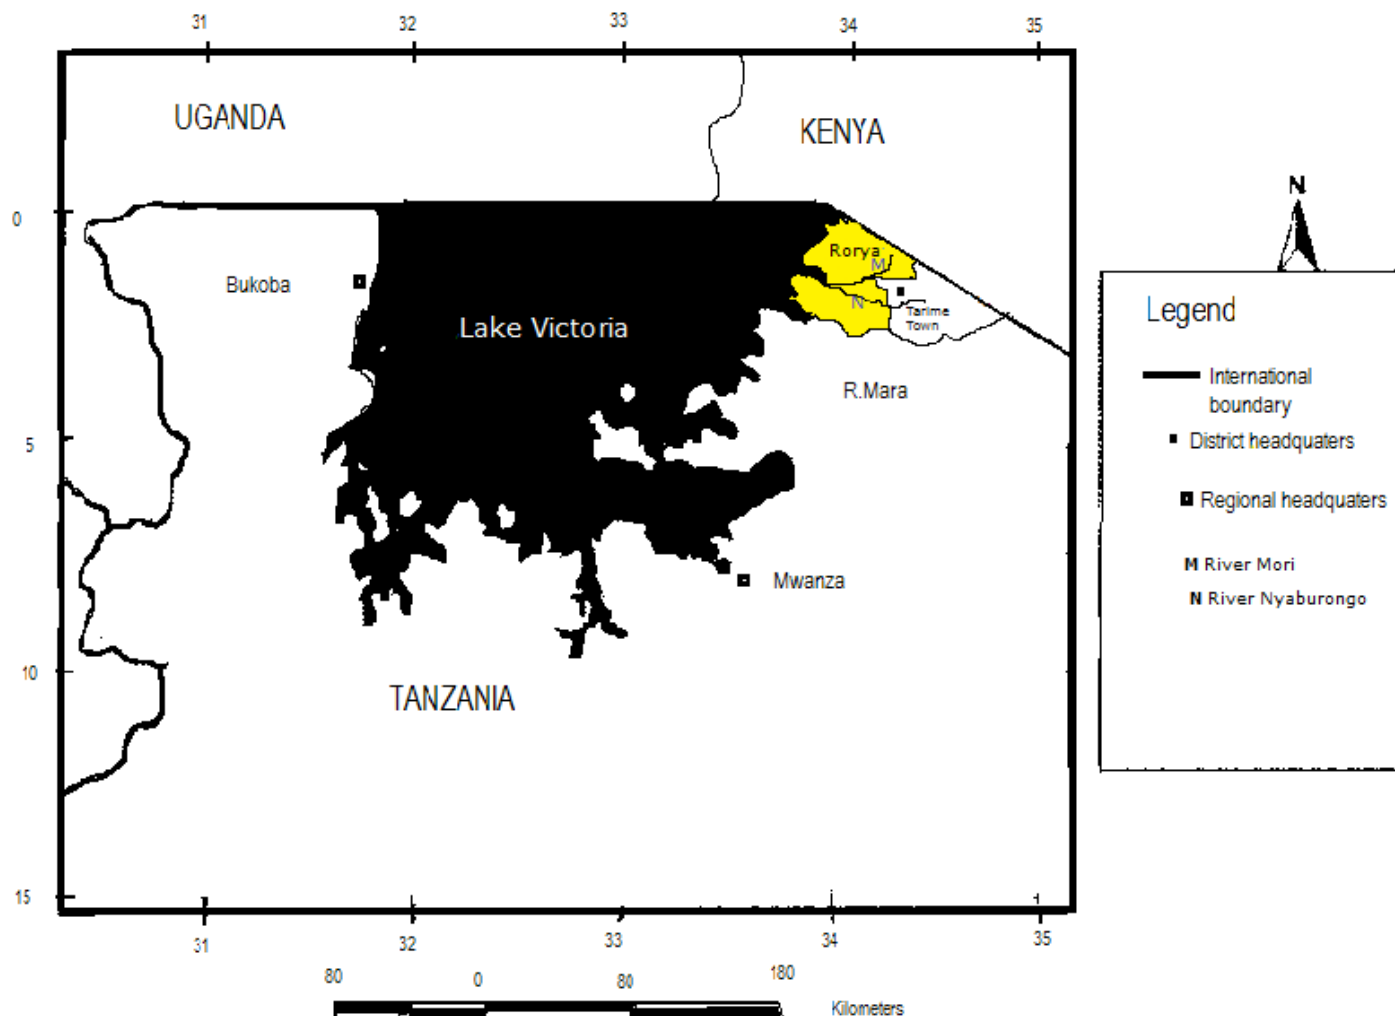 31 32 33 34 35
UGANDA
KENYA
N
0
Rorya
M
Bukoba
N
Tarime
Town
Lake Victoria
R.Mara
5
Mwanza
10
TANZANIA
15
31 32 33 34 35
80 0 80 180
Kilometers
Legend
International
boundary
District headquaters
Regional headquaters
M River Mori
N River Nyaburongo